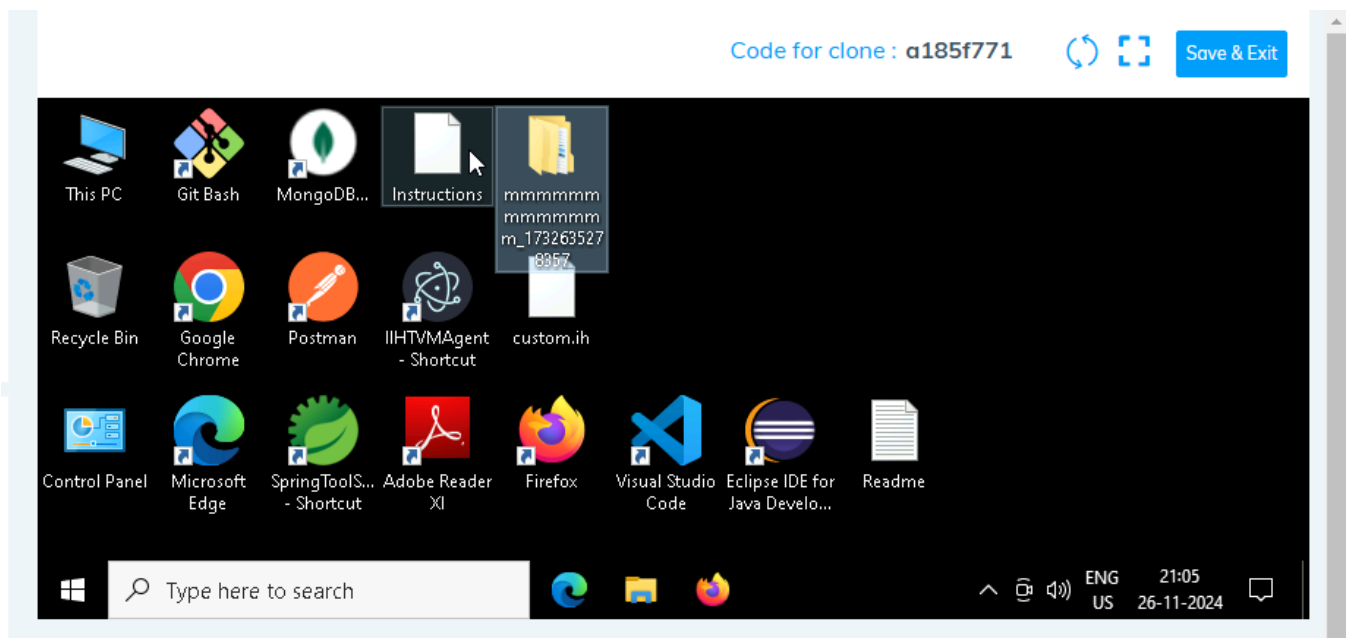 Code for clone : a185f771
Save & Exit
This PC
Git Bash
MongoDB...
Instructions
mmmmmm
mmmmmm
m_173263527
8357
Recycle Bin
Google
Chrome
Postman
IIHTVMAgent
- Shortcut
custom.ih
Control Panel
Microsoft
Edge
SpringToolS...
- Shortcut
Adobe Reader
XI
Firefox
Visual Studio
Code
Eclipse IDE for
Java Develo...
Readme
Type here to search
ENG
US
21:05
26-11-2024